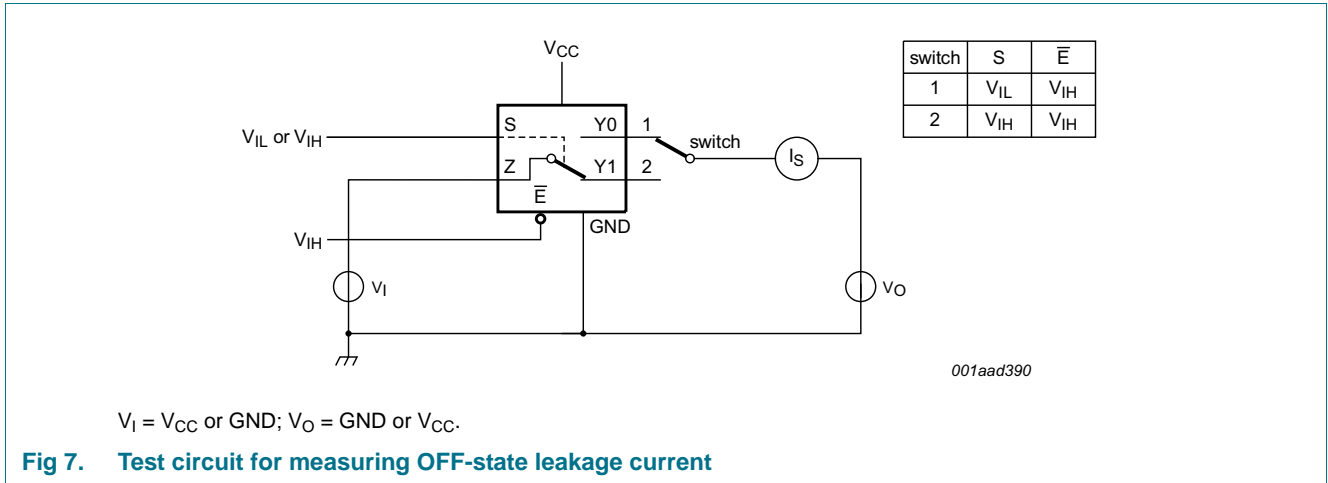 VCC
switch S E̅
1 VIL VIH
2 VIH VIH
VIL or VIH
S Y0 1
switch
IS
Z Y1 2
E̅
GND
VIH
VI
VO
001aad390
VI = VCC or GND; VO = GND or VCC.
Fig 7. Test circuit for measuring OFF-state leakage current